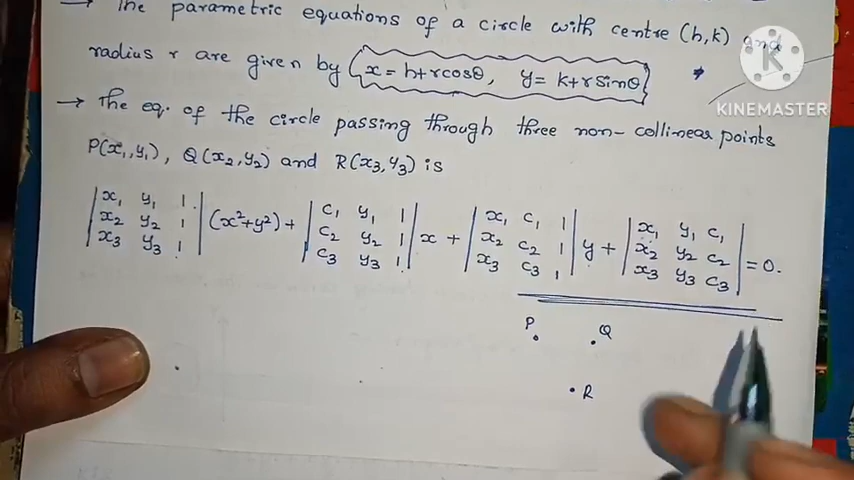 → The parametric equations of a circle with centre (h,k) and
radius r are given by (x = h+rcosθ, y = k+rsinθ)
KINEMASTER
→ The eq. of the circle passing through three non-collinear points
P(x₁,y₁), Q(x₂,y₂) and R(x₃,y₃) is
|x₁ y₁ 1| |c₁ y₁ 1| |x₁ c₁ 1| |x₁ y₁ c₁|
|x₂ y₂ 1| (x²+y²) + |c₂ y₂ 1| x + |x₂ c₂ 1| y + |x₂ y₂ c₂| = 0.
|x₃ y₃ 1| |c₃ y₃ 1| |x₃ c₃ 1| |x₃ y₃ c₃|
P Q
R